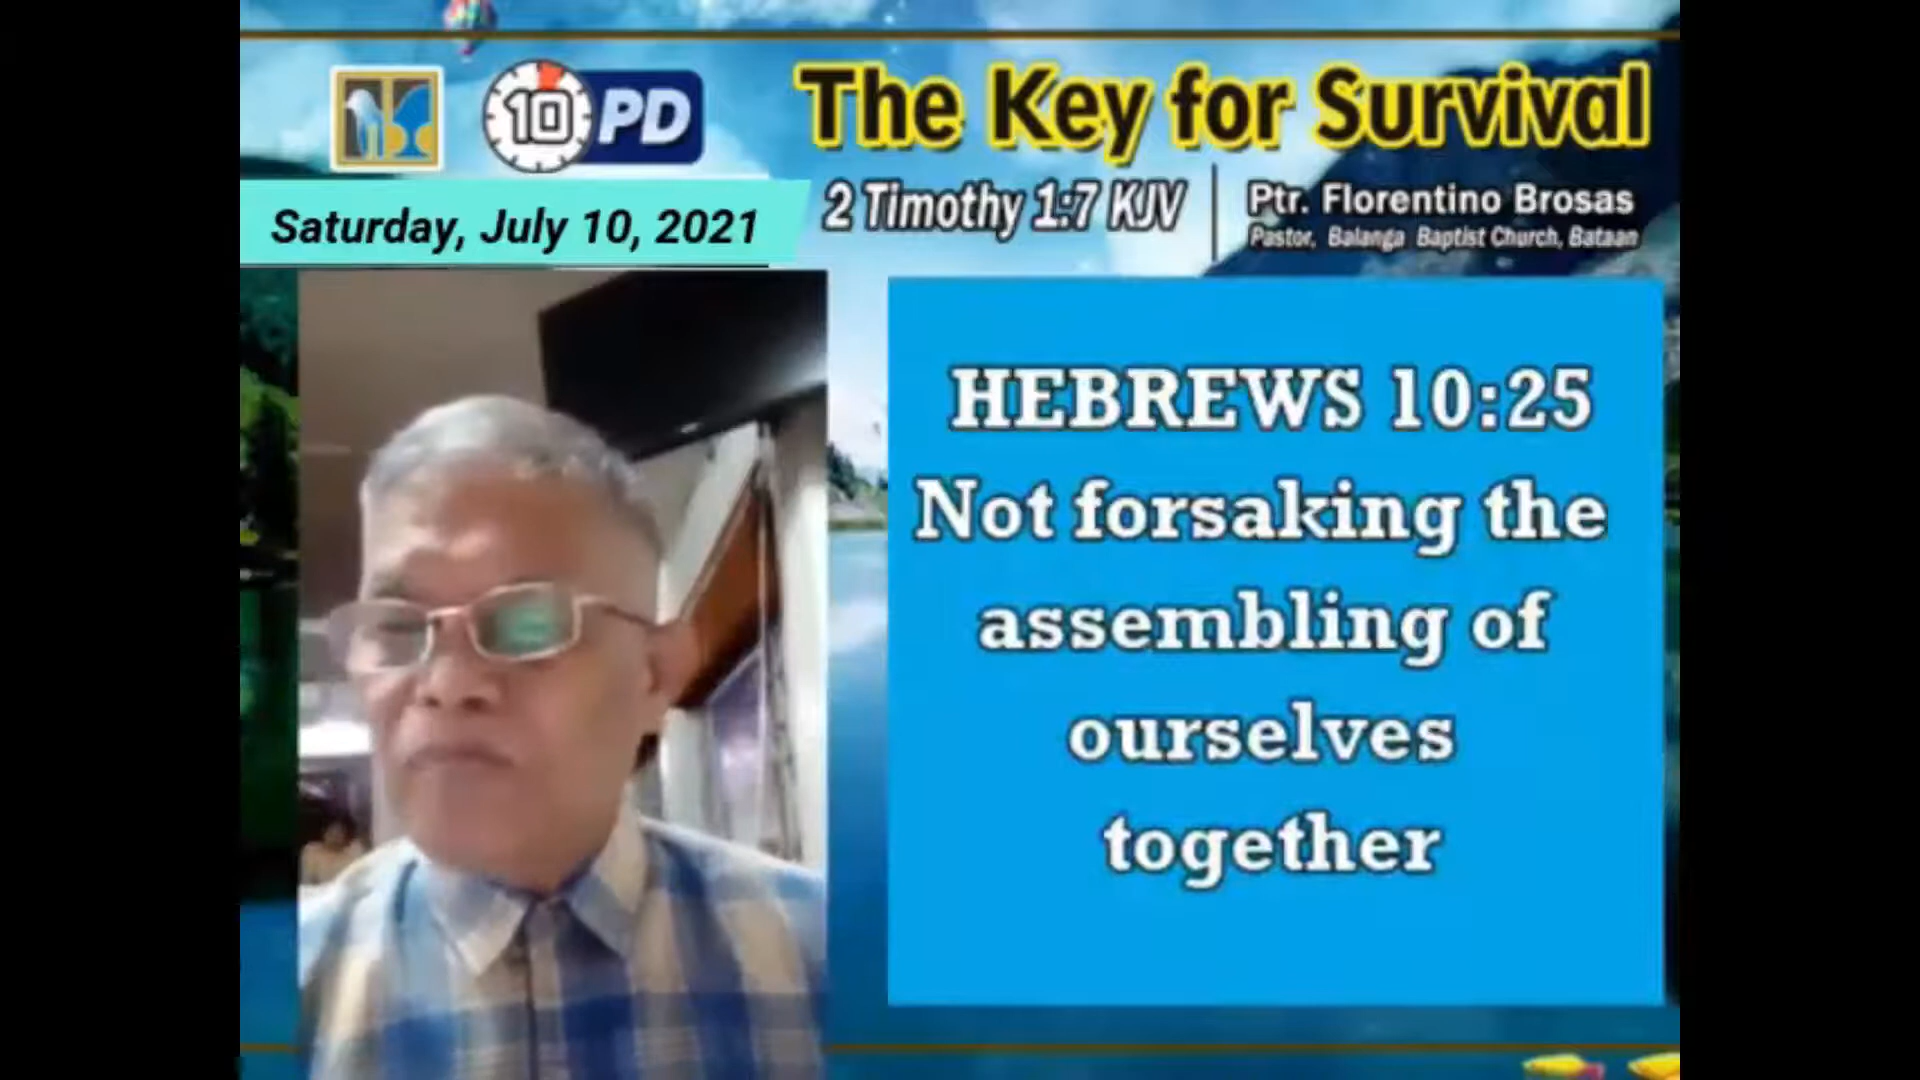 10 PD
The Key for Survival
Saturday, July 10, 2021
2 Timothy 1:7 KJV
Ptr. Florentino Brosas
Pastor, Balanga Baptist Church, Bataan
HEBREWS 10:25
Not forsaking the
assembling of
ourselves
together